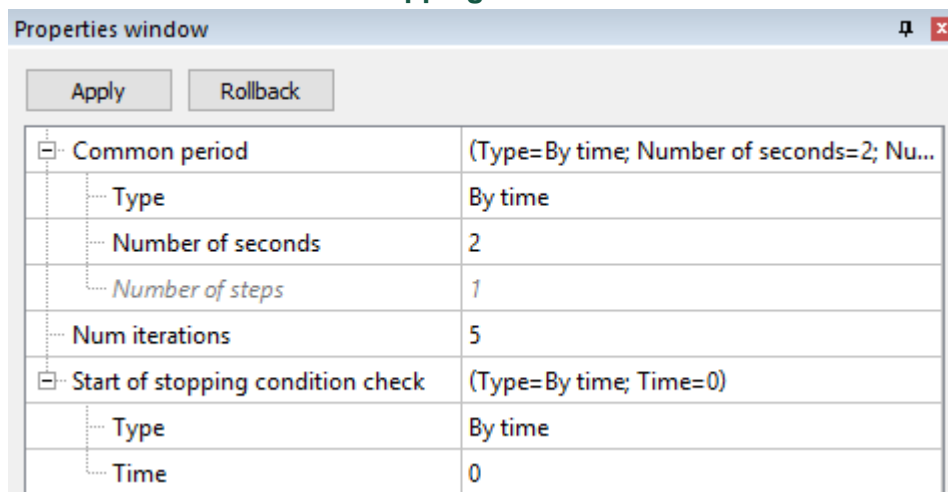 pping
Properties window
Apply Rollback
Common period (Type=By time; Number of seconds=2; Nu...
Type By time
Number of seconds 2
Number of steps 1
Num iterations 5
Start of stopping condition check (Type=By time; Time=0)
Type By time
Time 0